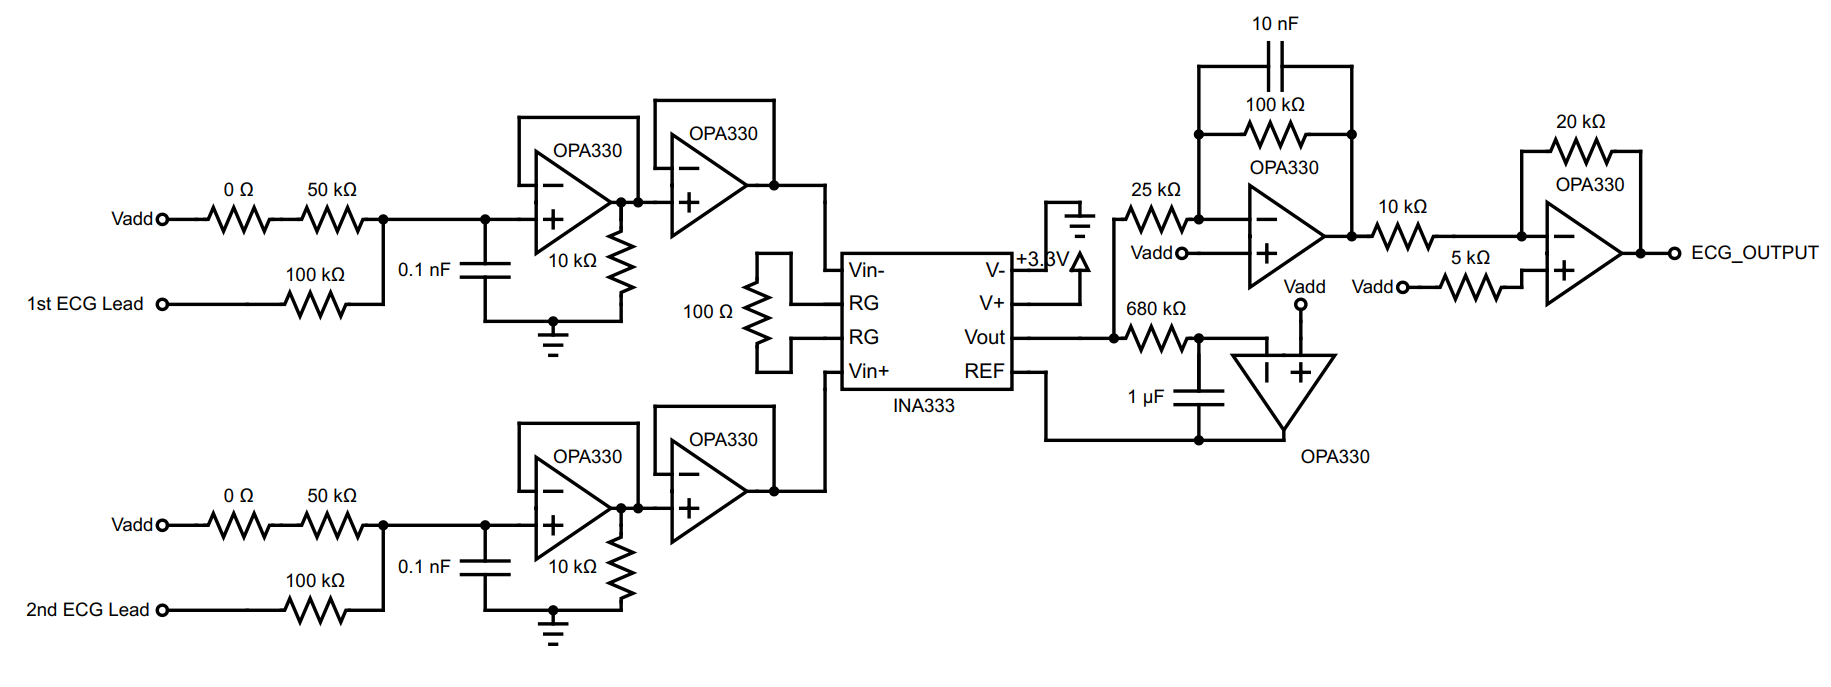 10 nF
100 kΩ
OPA330
20 kΩ
OPA330
OPA330
OPA330
0 Ω
50 kΩ
Vadd
25 kΩ
10 kΩ
Vadd
ECG_OUTPUT
5 kΩ
Vadd
Vadd
100 kΩ
0.1 nF
10 kΩ
1st ECG Lead
100 Ω
Vin-
RG
RG
Vin+
V-
V+
Vout
REF
+3.3V
INA333
680 kΩ
1 µF
OPA330
OPA330
OPA330
0 Ω
50 kΩ
Vadd
100 kΩ
0.1 nF
10 kΩ
2nd ECG Lead